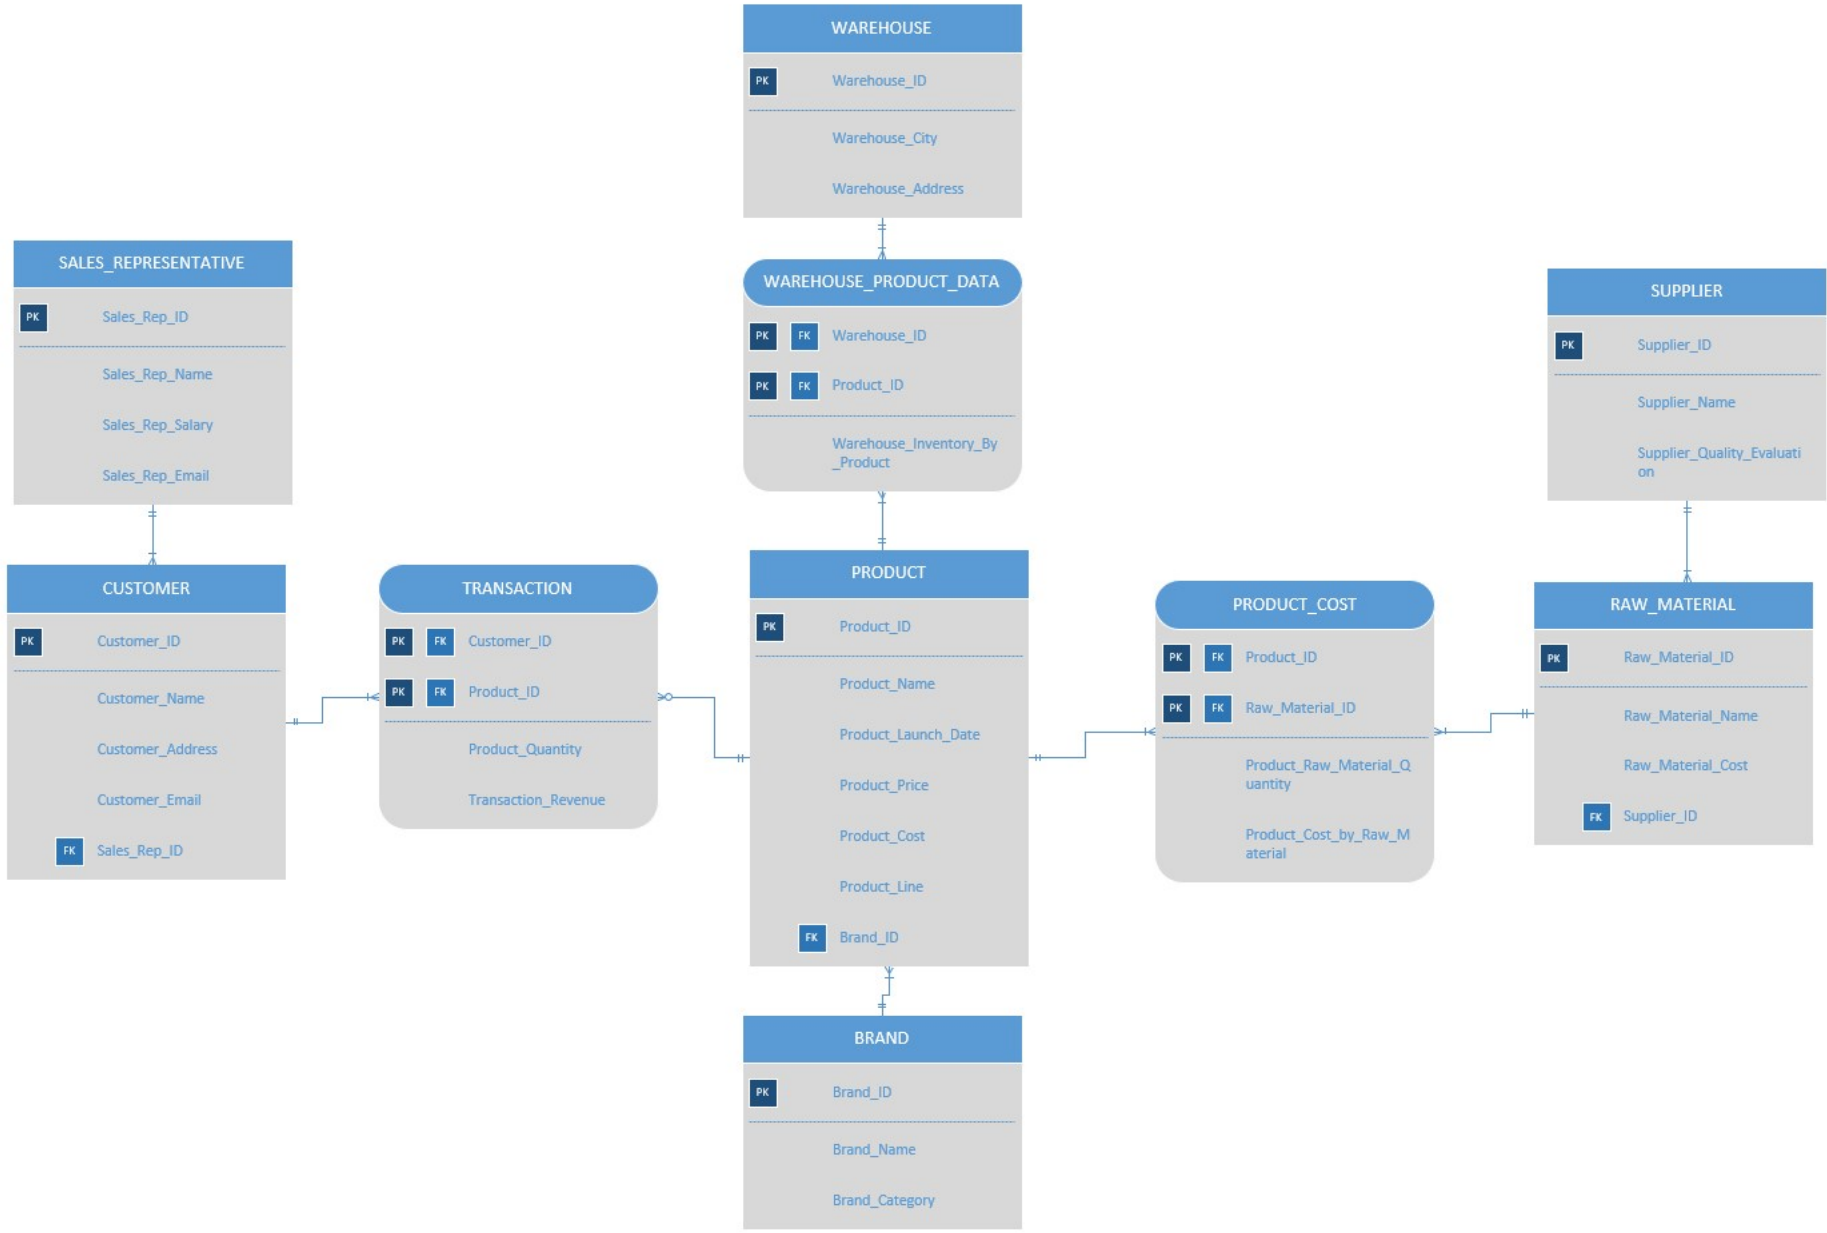 WAREHOUSE
PK Warehouse_ID
Warehouse_City
Warehouse_Address
SALES_REPRESENTATIVE
PK Sales_Rep_ID
Sales_Rep_Name
Sales_Rep_Salary
Sales_Rep_Email
WAREHOUSE_PRODUCT_DATA
PK FK Warehouse_ID
PK FK Product_ID
Warehouse_Inventory_By
_Product
SUPPLIER
PK Supplier_ID
Supplier_Name
Supplier_Quality_Evaluati
on
CUSTOMER
PK Customer_ID
Customer_Name
Customer_Address
Customer_Email
FK Sales_Rep_ID
TRANSACTION
PK FK Customer_ID
PK FK Product_ID
Product_Quantity
Transaction_Revenue
PRODUCT
PK Product_ID
Product_Name
Product_Launch_Date
Product_Price
Product_Cost
Product_Line
FK Brand_ID
PRODUCT_COST
PK FK Product_ID
PK FK Raw_Material_ID
Product_Raw_Material_Q
uantity
Product_Cost_by_Raw_M
aterial
RAW_MATERIAL
PK Raw_Material_ID
Raw_Material_Name
Raw_Material_Cost
FK Supplier_ID
BRAND
PK Brand_ID
Brand_Name
Brand_Category